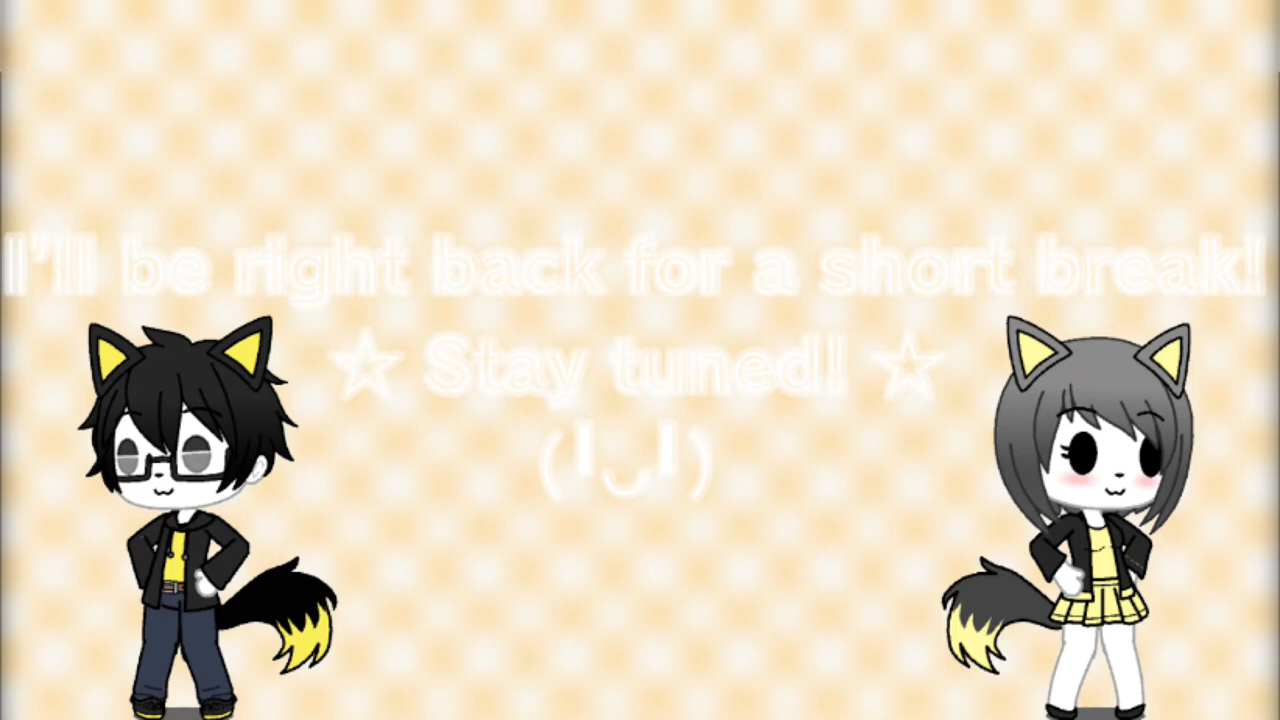 I'll be right back for a short break!
☆ Stay tuned! ☆
(╹◡╹)